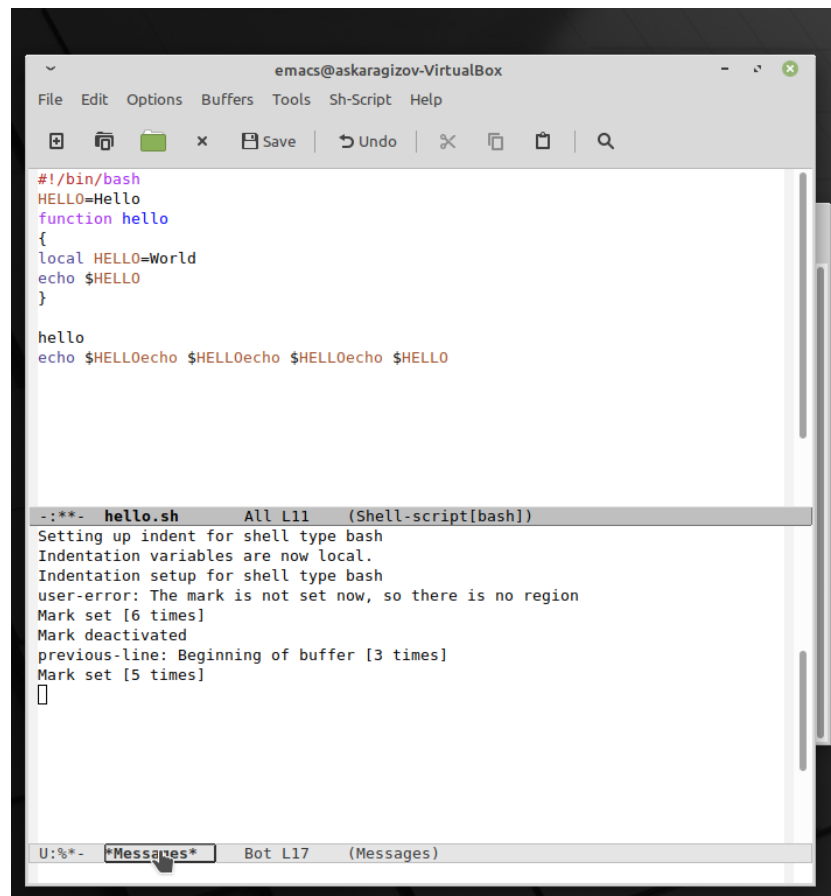 emacs@askaragizov-VirtualBox
File Edit Options Buffers Tools Sh-Script Help
Save Undo
#!/bin/bash
HELLO=Hello
function hello
{
local HELLO=World
echo $HELLO
}
hello
echo $HELLOecho $HELLOecho $HELLOecho $HELLO
-:**- hello.sh All L11 (Shell-script[bash])
Setting up indent for shell type bash
Indentation variables are now local.
Indentation setup for shell type bash
user-error: The mark is not set now, so there is no region
Mark set [6 times]
Mark deactivated
previous-line: Beginning of buffer [3 times]
Mark set [5 times]
U:%*- *Messages* Bot L17 (Messages)